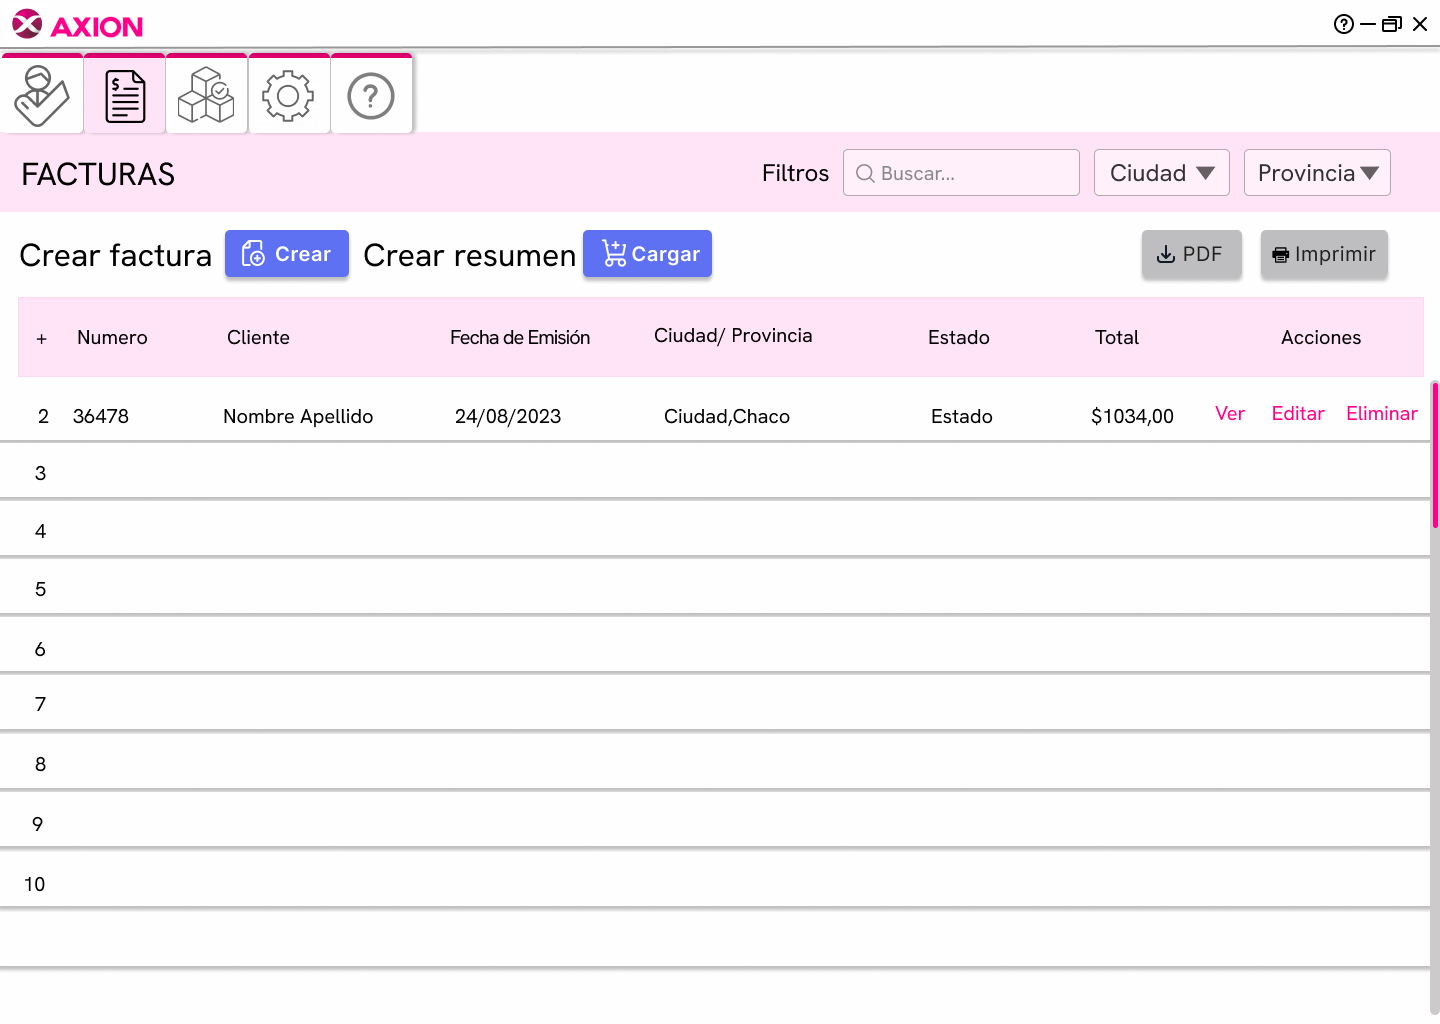 AXION
FACTURAS
Filtros
Buscar...
Ciudad
Provincia
Crear factura
Crear
Crear resumen
Cargar
PDF
Imprimir
+ Numero Cliente Fecha de Emisión Ciudad/ Provincia Estado Total Acciones
2 36478 Nombre Apellido 24/08/2023 Ciudad,Chaco Estado $1034,00 Ver Editar Eliminar
3
4
5
6
7
8
9
10